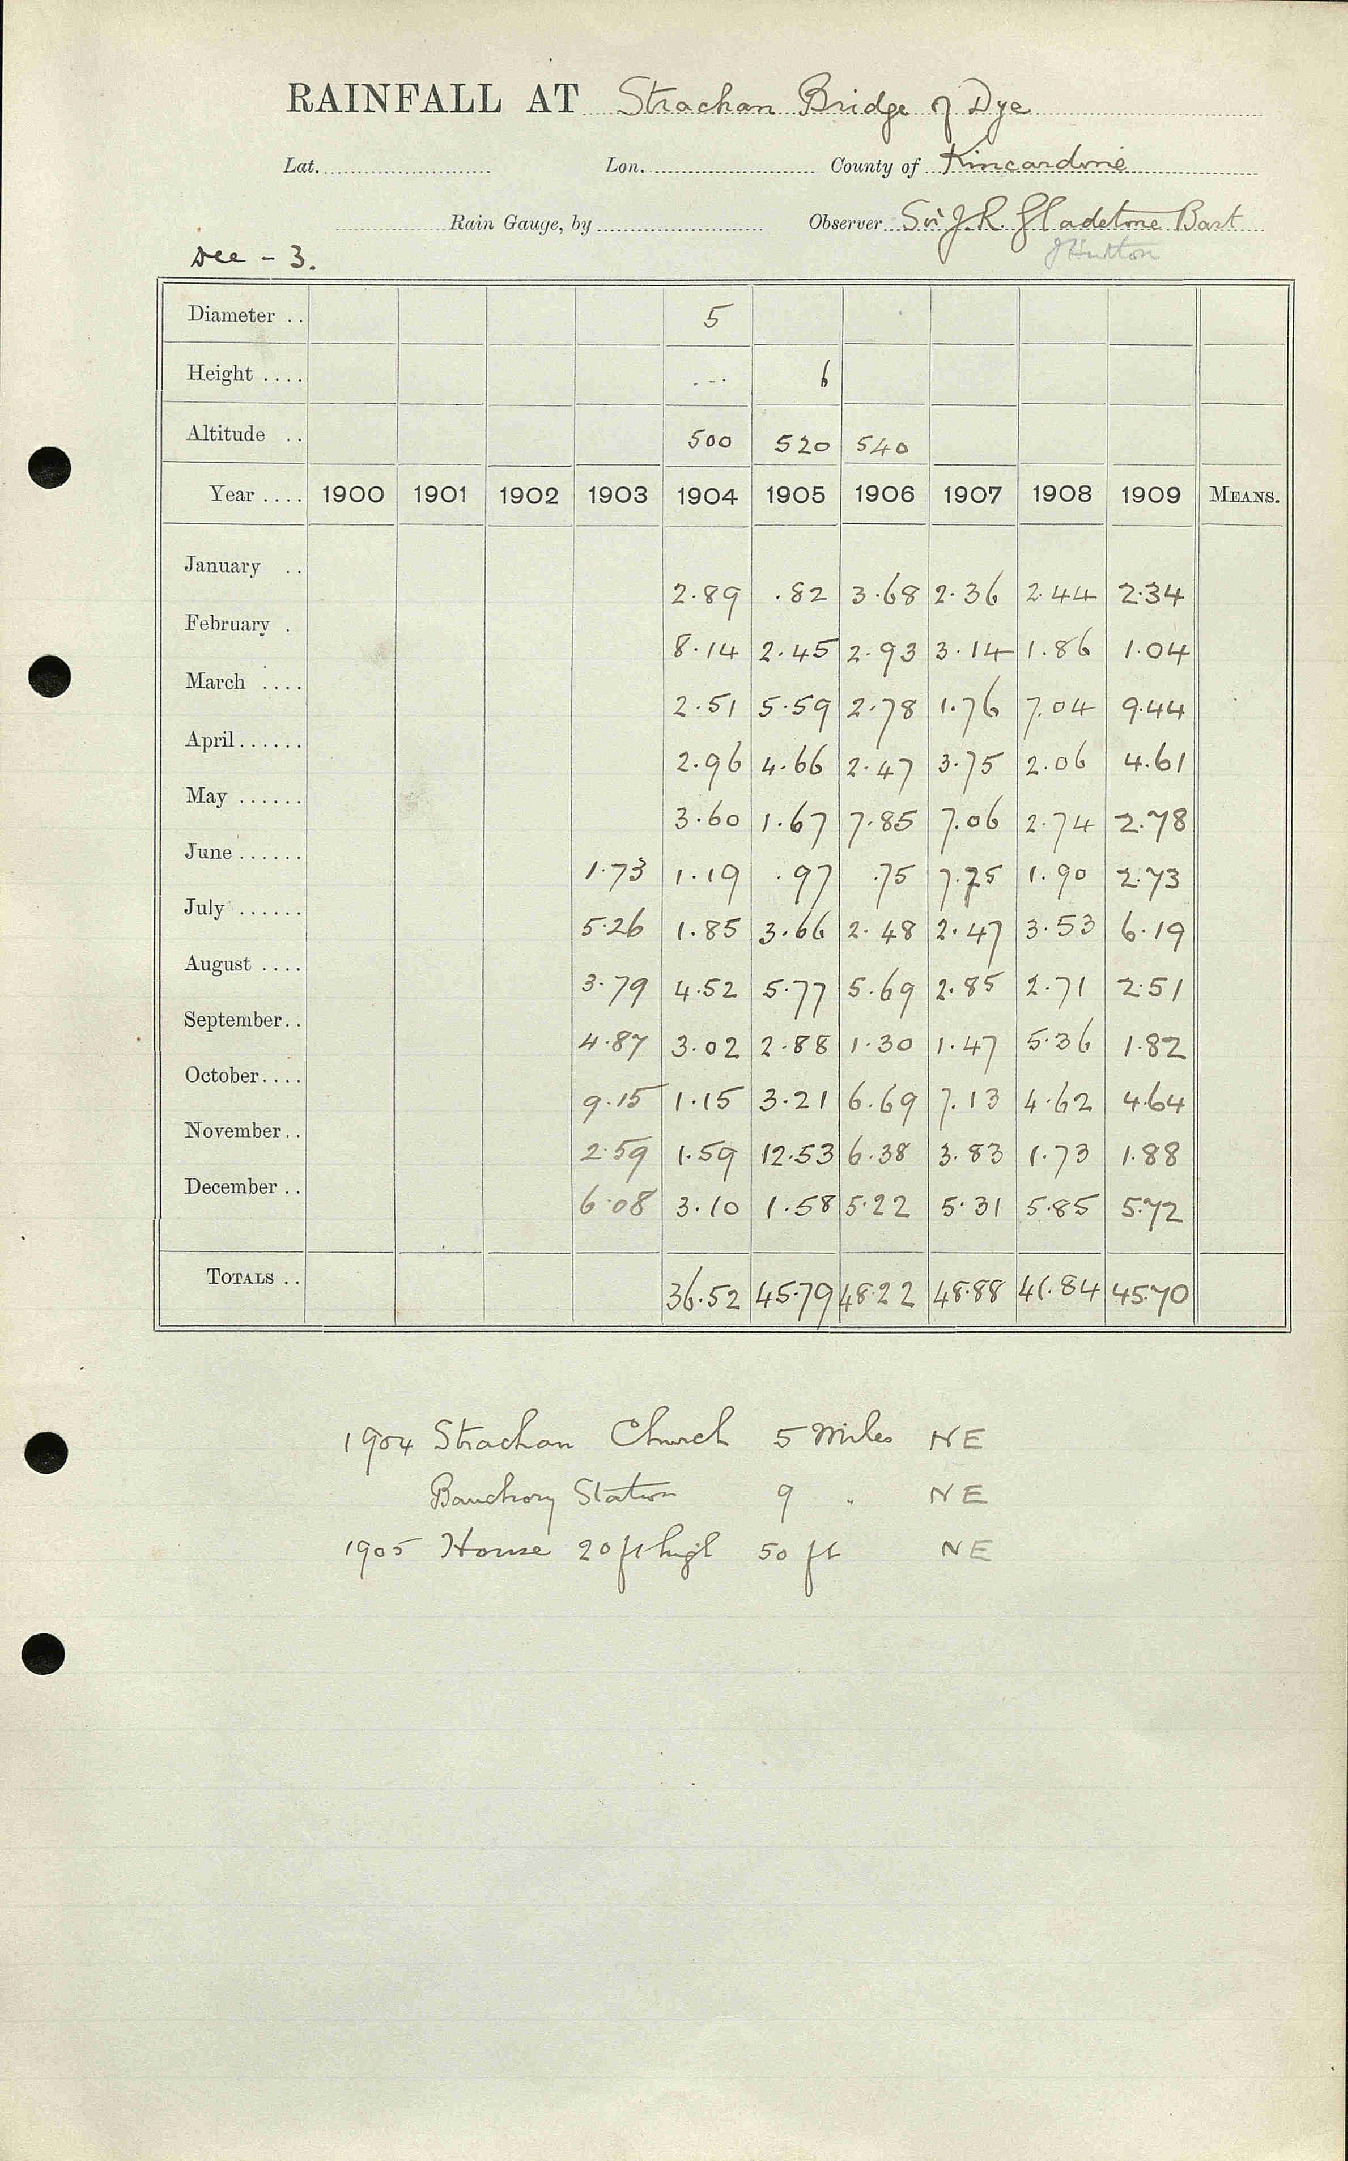 RAINFALL AT Strachan Bridge of Dye
Lat. Lon. County of Kincardine
Rain Gauge, by Observer Sir J.R. Gladstone Bart
Dee - 3. J Hutton
Diameter .. 5
Height .... ... 6
Altitude .. 500 520 540
Year .... 1900 1901 1902 1903 1904 1905 1906 1907 1908 1909 MEANS.
January .. 2.89 .82 3.68 2.36 2.44 2.34
February . 8.14 2.45 2.93 3.14 1.86 1.04
March .... 2.51 5.59 2.78 1.76 7.04 9.44
April...... 2.96 4.66 2.47 3.75 2.06 4.61
May ...... 3.60 1.67 7.85 7.06 2.74 2.78
June ...... 1.73 1.19 .97 .75 7.75 1.90 2.73
July ...... 5.26 1.85 3.66 2.48 2.47 3.53 6.19
August .... 3.79 4.52 5.77 5.69 2.85 2.71 2.51
September.. 4.87 3.02 2.88 1.30 1.47 5.36 1.82
October.... 9.15 1.15 3.21 6.69 7.13 4.62 4.64
November.. 2.59 1.59 12.53 6.38 3.83 1.73 1.88
December .. 6.08 3.10 1.58 5.22 5.31 5.85 5.72
TOTALS .. 36.52 45.79 48.22 48.88 41.84 45.70
1904 Strachan Church 5 Miles NE
Banchory Station 9 " NE
1905 House 20 ft high 50 ft NE